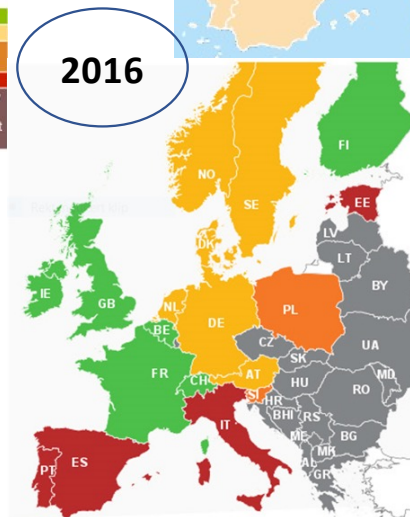 2016
FI
NO
SE
EE
LV
DK
LT
IE
GB
NL
BY
BE
DE
PL
CZ
UA
SK
FR
CH
AT
HU
MD
SI
RO
HR
IT
BHI
RS
PT
ES
ME
BG
MK
AL
GR